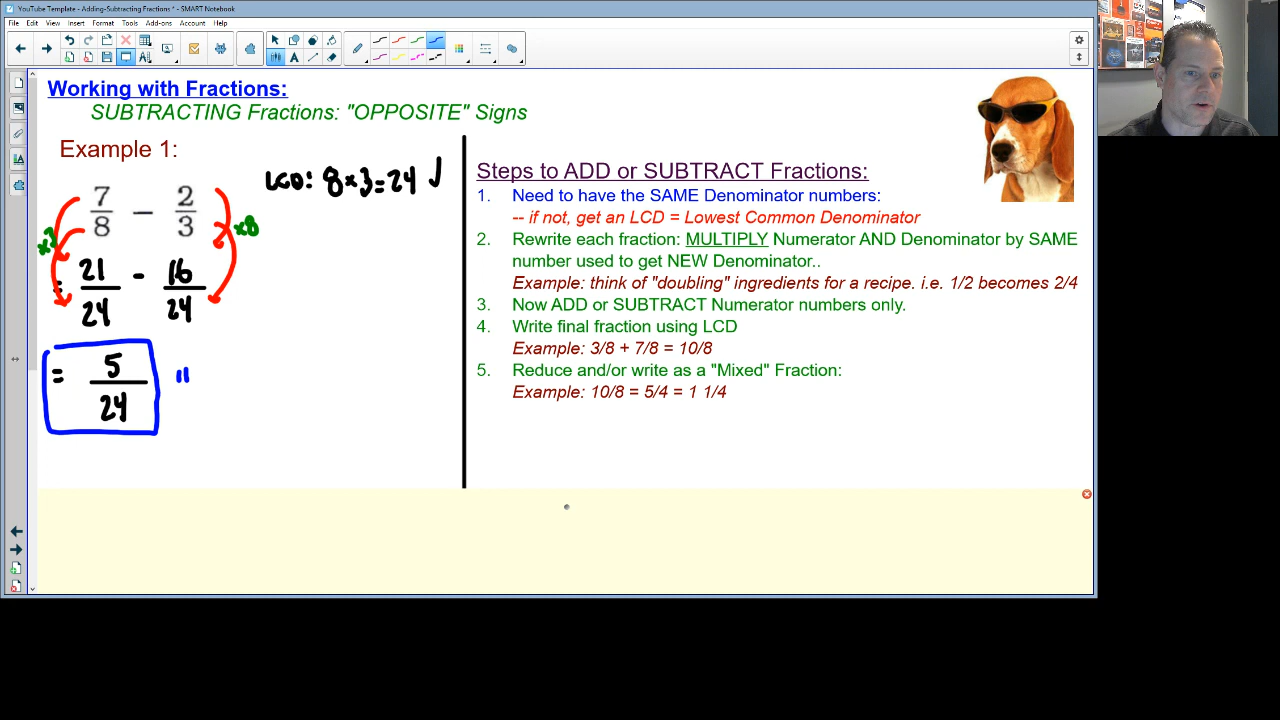 YouTube Template - Adding-Subtracting Fractions * - SMART Notebook
File Edit View Insert Format Tools Add-ons Account Help
Working with Fractions:
SUBTRACTING Fractions: "OPPOSITE" Signs
Example 1:
LCD: 8x3=24 √
7/8 - 2/3
x3 x8
= 21/24 - 16/24
= 5/24 "
Steps to ADD or SUBTRACT Fractions:
1. Need to have the SAME Denominator numbers:
-- if not, get an LCD = Lowest Common Denominator
2. Rewrite each fraction: MULTIPLY Numerator AND Denominator by SAME
number used to get NEW Denominator..
Example: think of "doubling" ingredients for a recipe. i.e. 1/2 becomes 2/4
3. Now ADD or SUBTRACT Numerator numbers only.
4. Write final fraction using LCD
Example: 3/8 + 7/8 = 10/8
5. Reduce and/or write as a "Mixed" Fraction:
Example: 10/8 = 5/4 = 1 1/4